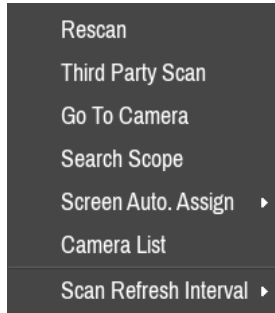 Rescan
Third Party Scan
Go To Camera
Search Scope
Screen Auto. Assign
Camera List
Scan Refresh Interval